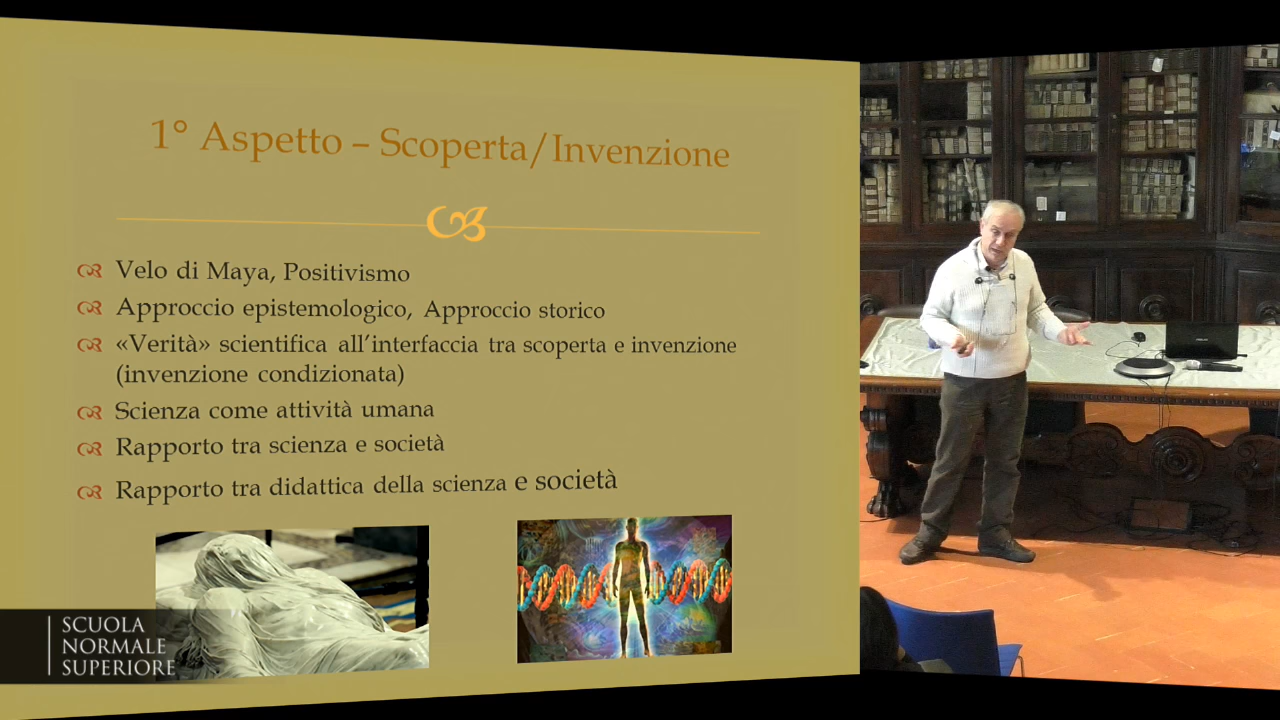 1° Aspetto – Scoperta/Invenzione
Velo di Maya, Positivismo
Approccio epistemologico, Approccio storico
«Verità» scientifica all’interfaccia tra scoperta e invenzione
(invenzione condizionata)
Scienza come attività umana
Rapporto tra scienza e società
Rapporto tra didattica della scienza e società
SCUOLA
NORMALE
SUPERIORE